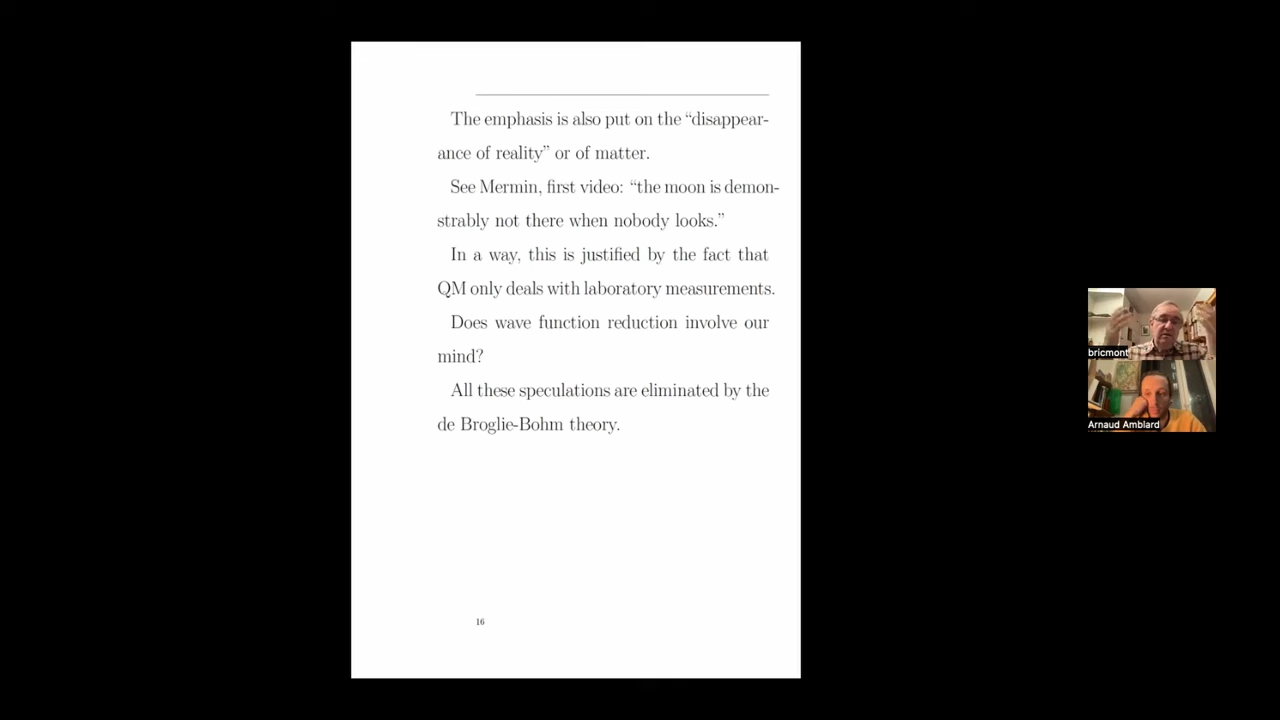 The emphasis is also put on the “disappear-
ance of reality” or of matter.
See Mermin, first video: “the moon is demon-
strably not there when nobody looks.”
In a way, this is justified by the fact that
QM only deals with laboratory measurements.
Does wave function reduction involve our
mind?
All these speculations are eliminated by the
de Broglie-Bohm theory.
16
bricmont
Arnaud Amblard